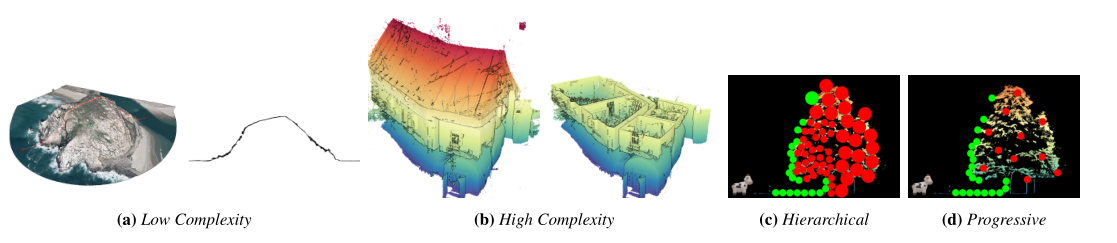 (a) Low Complexity
(b) High Complexity
(c) Hierarchical
(d) Progressive